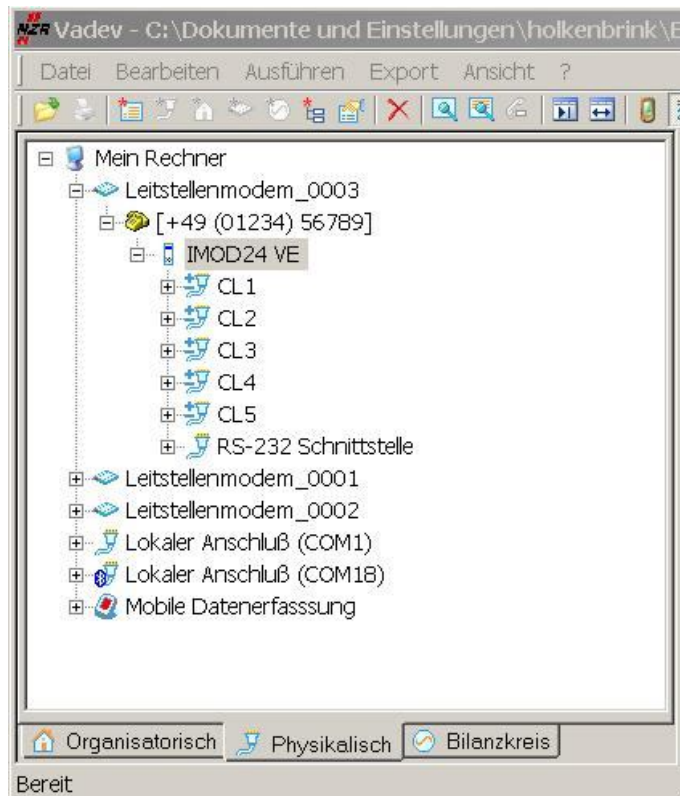 NZR Vadev - C:\Dokumente und Einstellungen\holkenbrink\E
Datei Bearbeiten Ausführen Export Ansicht ?
Mein Rechner
Leitstellenmodem_0003
[+49 (01234) 56789]
IMOD24 VE
CL1
CL2
CL3
CL4
CL5
RS-232 Schnittstelle
Leitstellenmodem_0001
Leitstellenmodem_0002
Lokaler Anschluß (COM1)
Lokaler Anschluß (COM18)
Mobile Datenerfasssung
Organisatorisch Physikalisch Bilanzkreis
Bereit